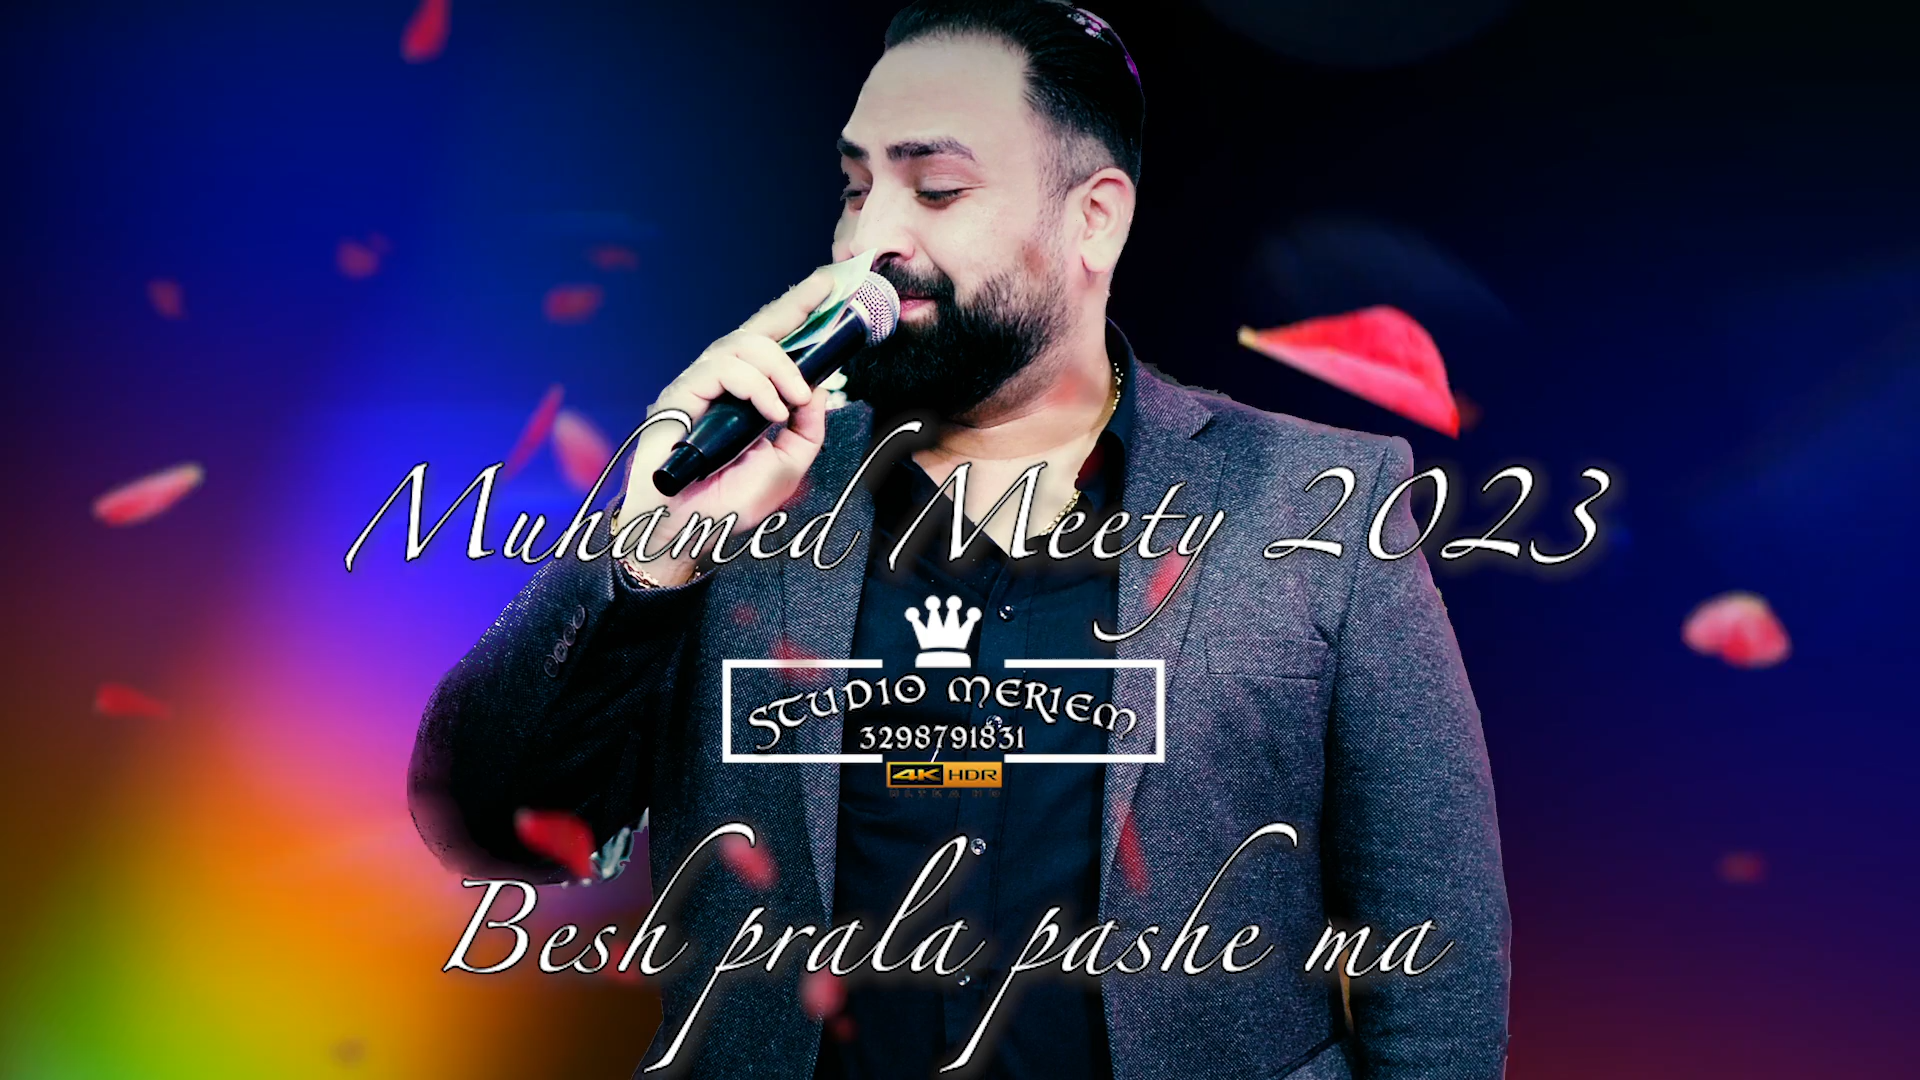 Muhamed Meety 2023
STUDIO MERIEM
3298791831
4K HDR
Besh prala pashe ma